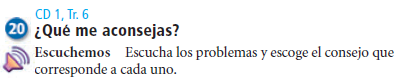 CD 1, Tr. 6
20 ¿Qué me aconsejas?
Escuchemos Escucha los problemas y escoge el consejo que
corresponde a cada uno.